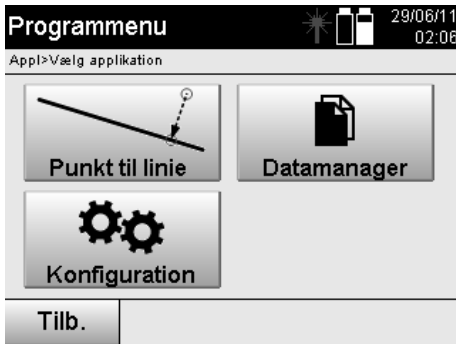 Programmenu
29/06/11
02:06
Appl>Vælg applikation
Punkt til linie
Datamanager
Konfiguration
Tilb.